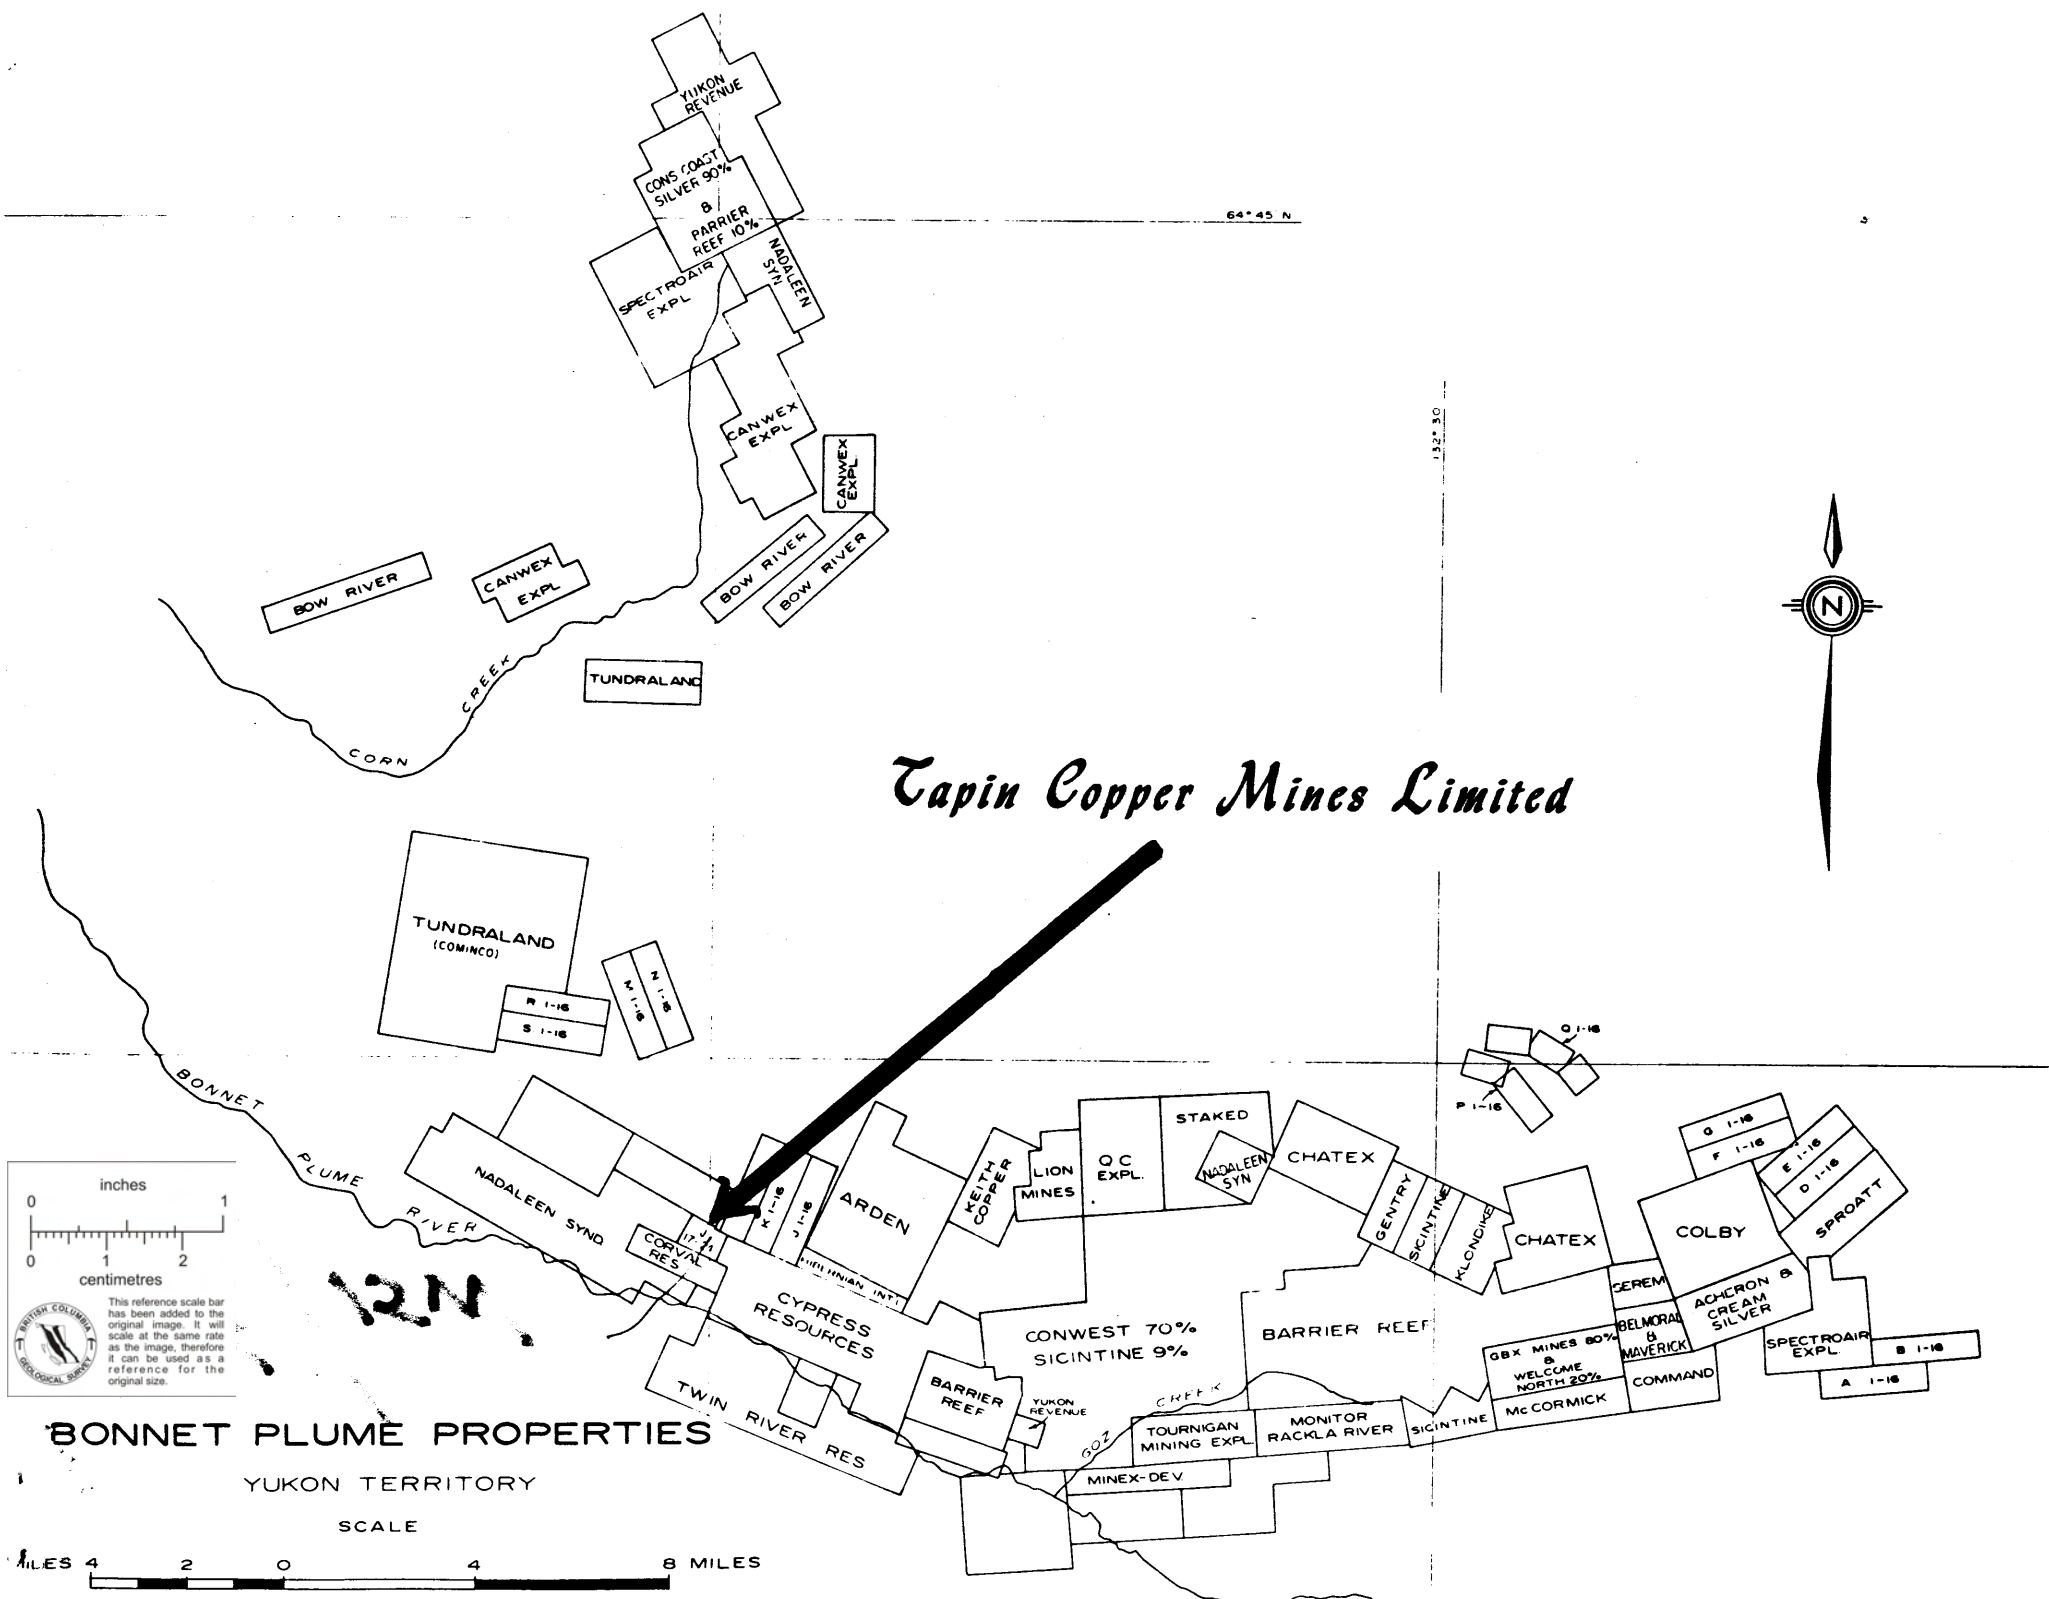 YUKON
REVENUE
CONS COAST
SILVER 90%
&
PARRIER
REEF 10%
64° 45' N
NADALEEN
SYN
SPECTROAIR
EXPL
CANWEX
EXPL
CANWEX
EXPL
132° 30
BOW RIVER
BOW RIVER
BOW RIVER
CANWEX
EXPL
N
CREEK
TUNDRALAND
CORN
Tapin Copper Mines Limited
TUNDRALAND
(COMINCO)
R 1-16
S 1-16
M 1-16
N 1-16
Q 1-16
P 1-16
BONNET
PLUME
RIVER
NADALEEN SYND
CORVAL
RES
K 1-16
J 1-16
ARDEN
KEITH
COPPER
LION
MINES
Q C
EXPL.
STAKED
NADALEEN
SYN
CHATEX
GENTRY
SICINTINE
KLONDIKE
CHATEX
G 1-16
F 1-16
E 1-16
D 1-16
SPROATT
COLBY
SEREM
ACHERON &
CREAM
SILVER
BELMORAL
&
MAVERICK
SPECTROAIR
EXPL.
B 1-16
A 1-16
CYPRESS
RESOURCES
CONWEST 70%
SICINTINE 9%
BARRIER REEF
GBX MINES 80%
&
WELCOME
NORTH 20%
COMMAND
McCORMICK
TWIN RIVER RES
BARRIER
REEF
YUKON
REVENUE
GOZ
CREEK
TOURNIGAN
MINING EXPL
MONITOR
RACKLA RIVER
SICINTINE
MINEX-DEV.
12N
inches
0 1
0 1 2
centimetres
BRITISH COLUMBIA
GEOLOGICAL SURVEY
This reference scale bar
has been added to the
original image. It will
scale at the same rate
as the image, therefore
it can be used as a
reference for the
original size.
BONNET PLUME PROPERTIES
YUKON TERRITORY
SCALE
MILES 4 2 0 4 8 MILES